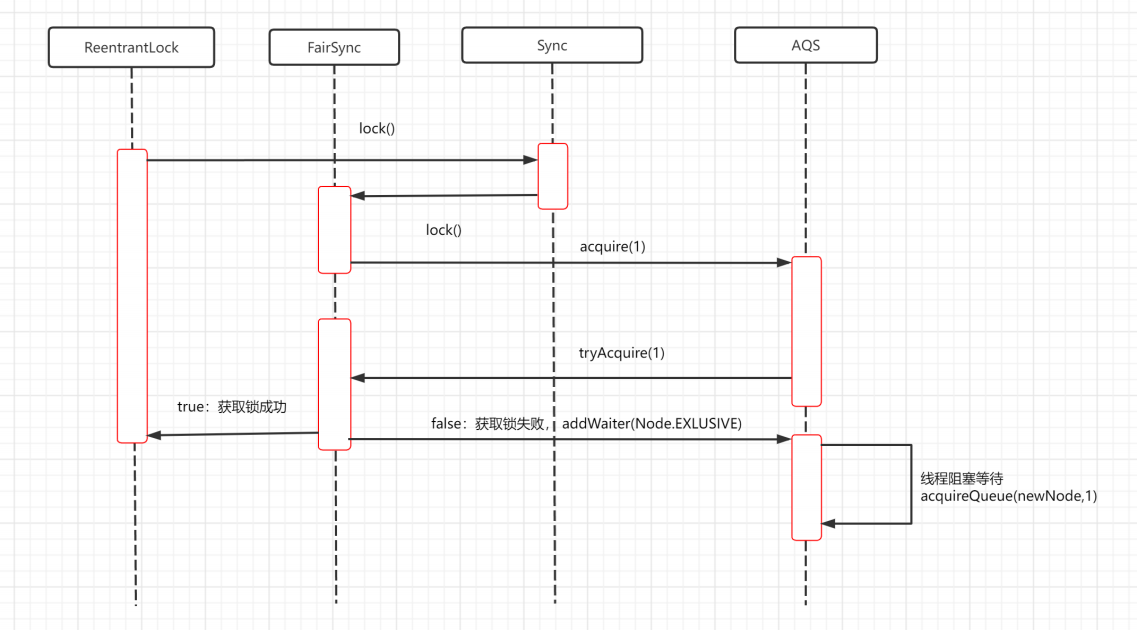 ReentrantLock
FairSync
Sync
AQS
lock()
lock()
acquire(1)
tryAcquire(1)
true：获取锁成功
false：获取锁失败， addWaiter(Node.EXLUSIVE)
线程阻塞等待
acquireQueue(newNode,1)